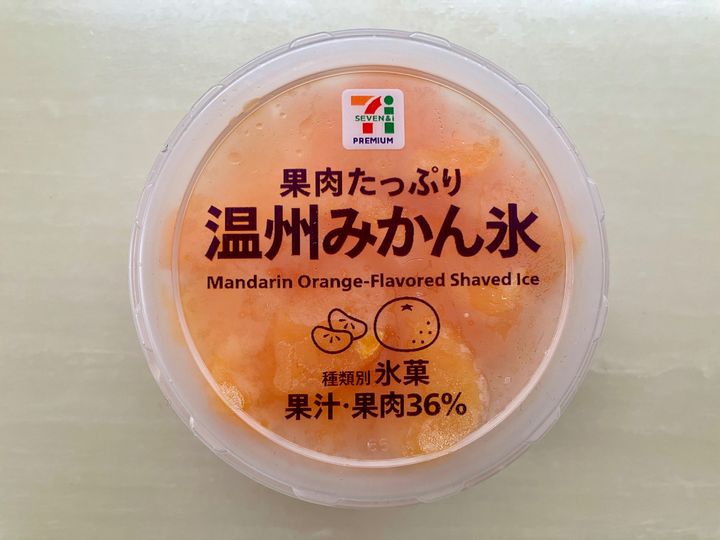 SEVEN&i
PREMIUM
果肉たっぷり
温州みかん氷
Mandarin Orange-Flavored Shaved Ice
種類別 氷菓
果汁・果肉36%